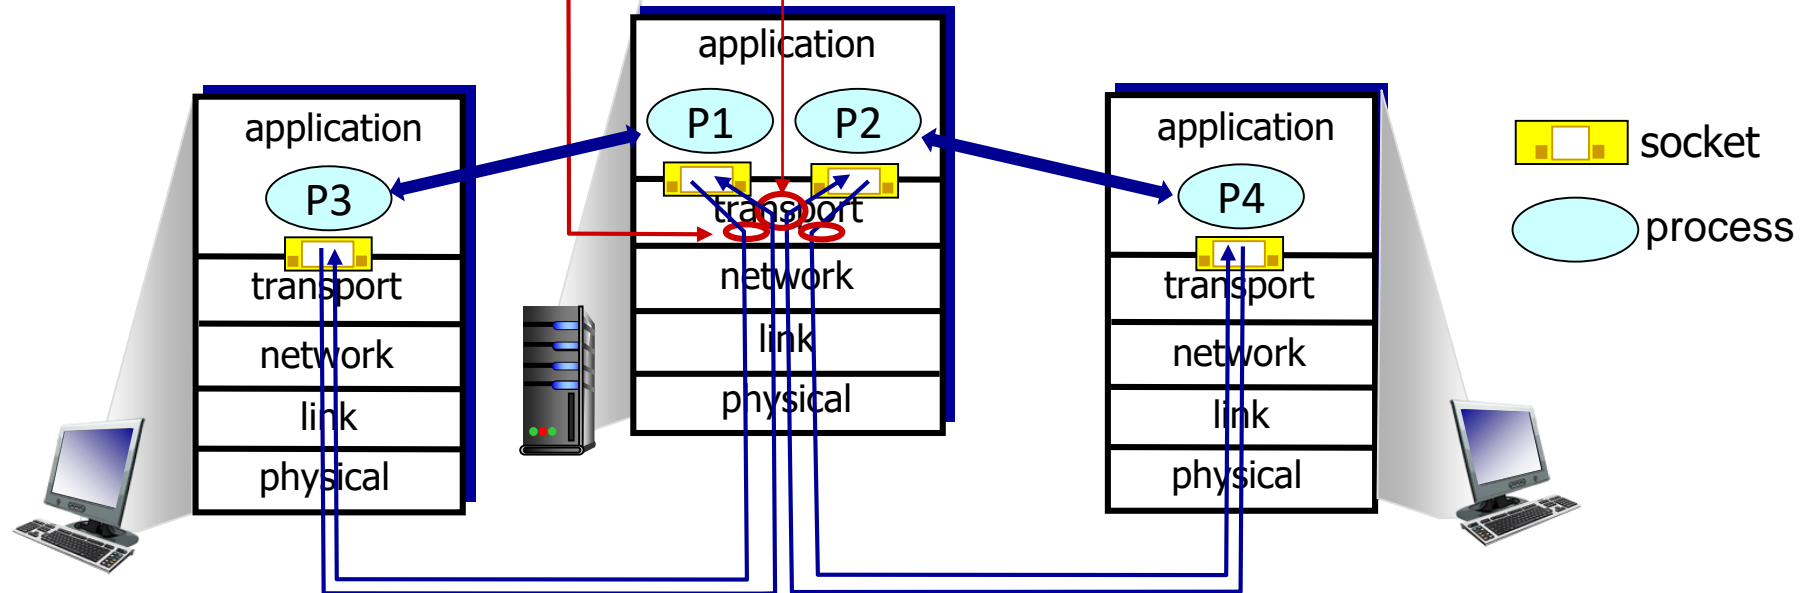 application
P3
transport
network
link
physical
application
P1
P2
transport
network
link
physical
application
P4
transport
network
link
physical
socket
process